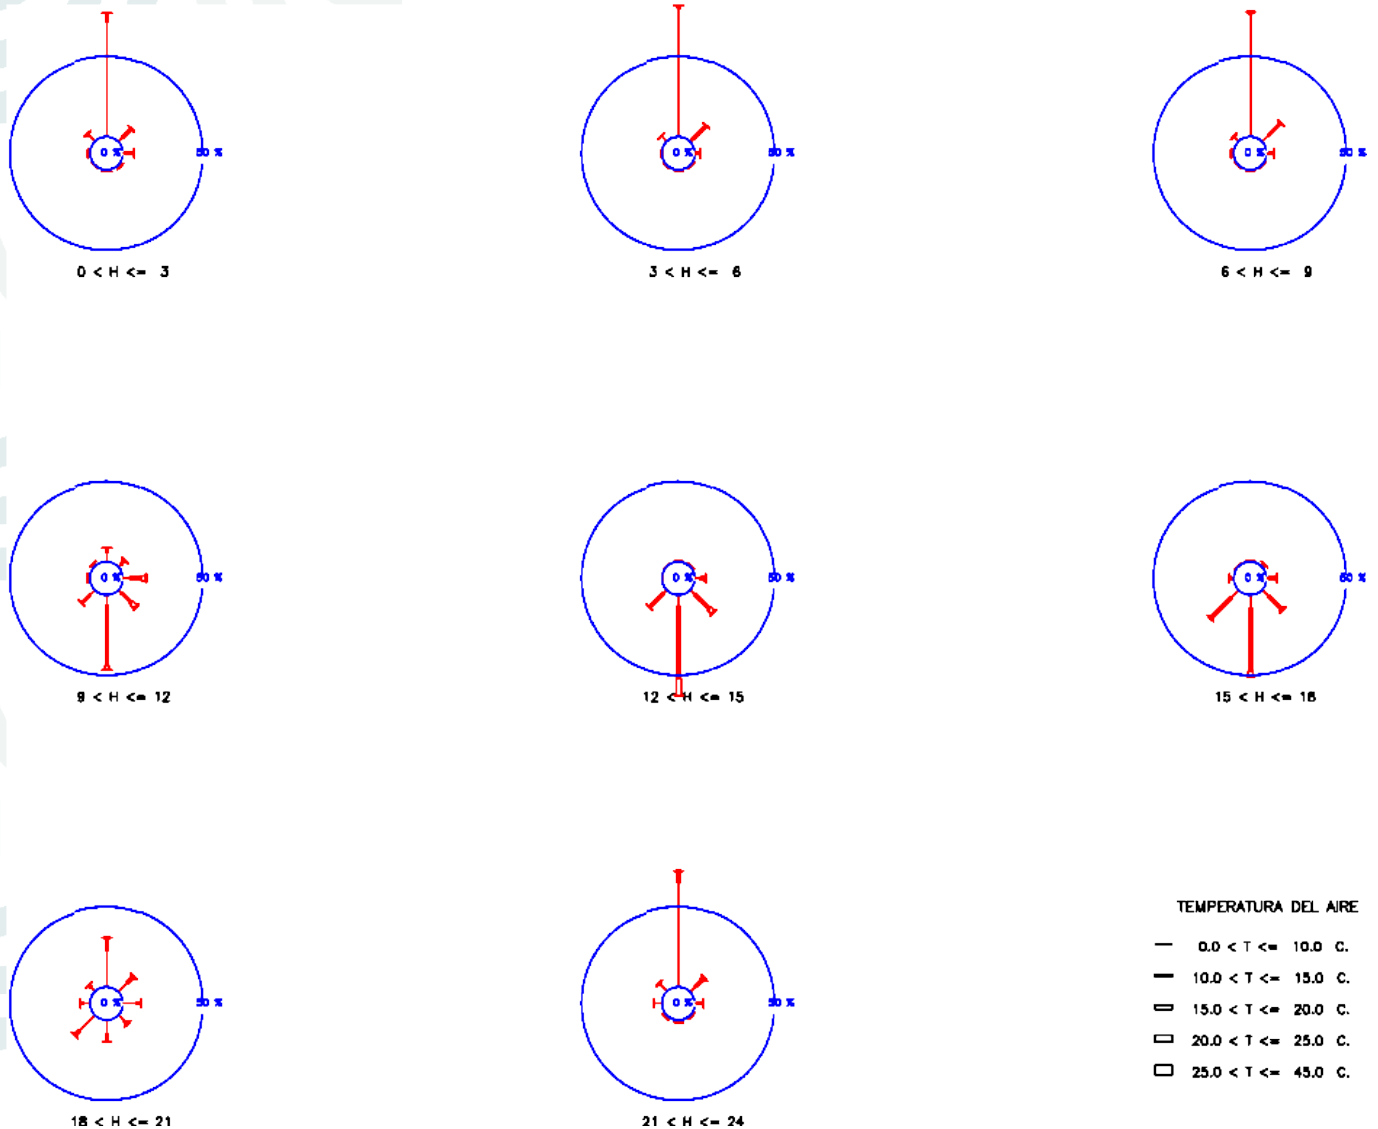 0 % 50 %
0 < H <= 3
0 % 50 %
3 < H <= 6
0 % 50 %
6 < H <= 9
0 % 50 %
9 < H <= 12
0 % 50 %
12 < H <= 15
0 % 50 %
15 < H <= 18
0 % 50 %
18 < H <= 21
0 % 50 %
21 < H <= 24
TEMPERATURA DEL AIRE
0.0 < T <= 10.0 C.
10.0 < T <= 15.0 C.
15.0 < T <= 20.0 C.
20.0 < T <= 25.0 C.
25.0 < T <= 45.0 C.